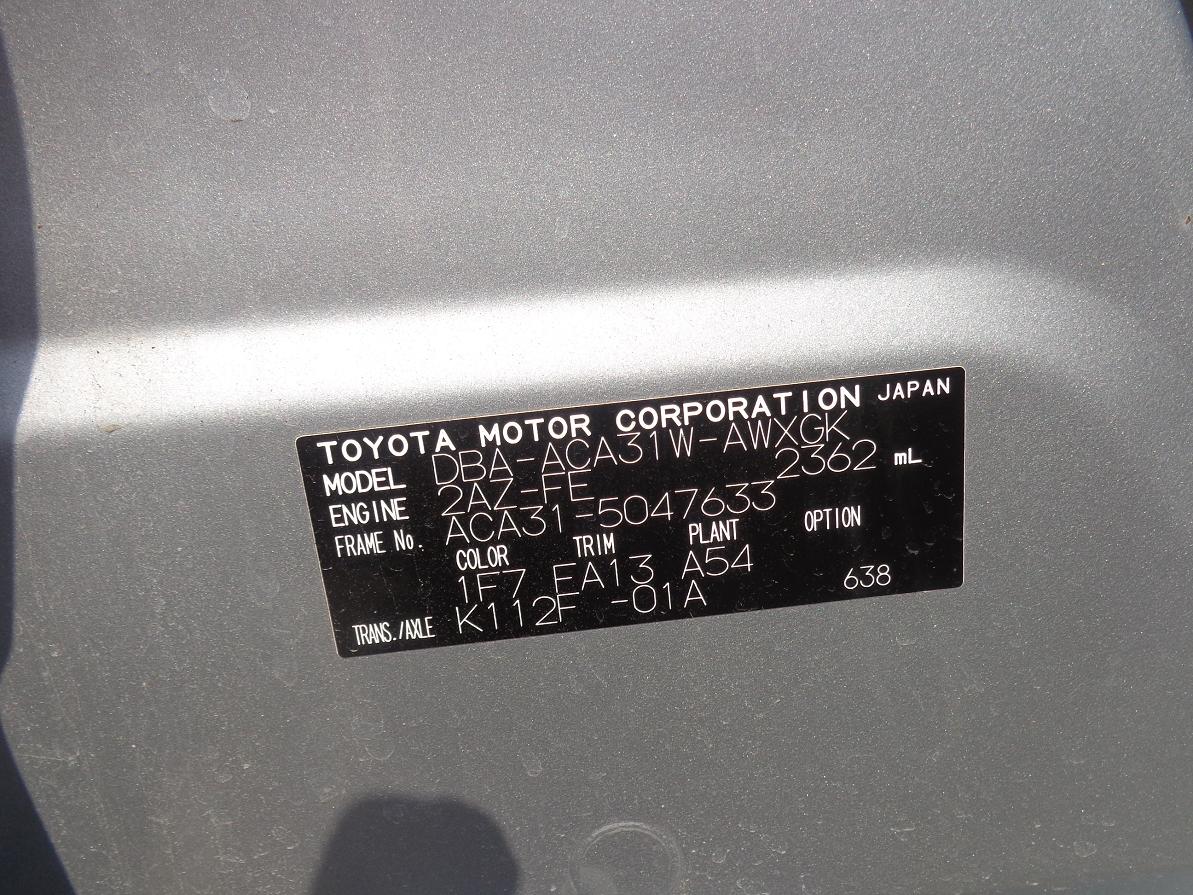 TOYOTA MOTOR CORPORATION JAPAN
MODEL DBA-ACA31W-AWXGK
ENGINE 2AZ-FE 2362 mL
FRAME No. ACA31-5047633
COLOR TRIM PLANT OPTION
1F7 EA13 A54
TRANS./AXLE K112F -01A 638